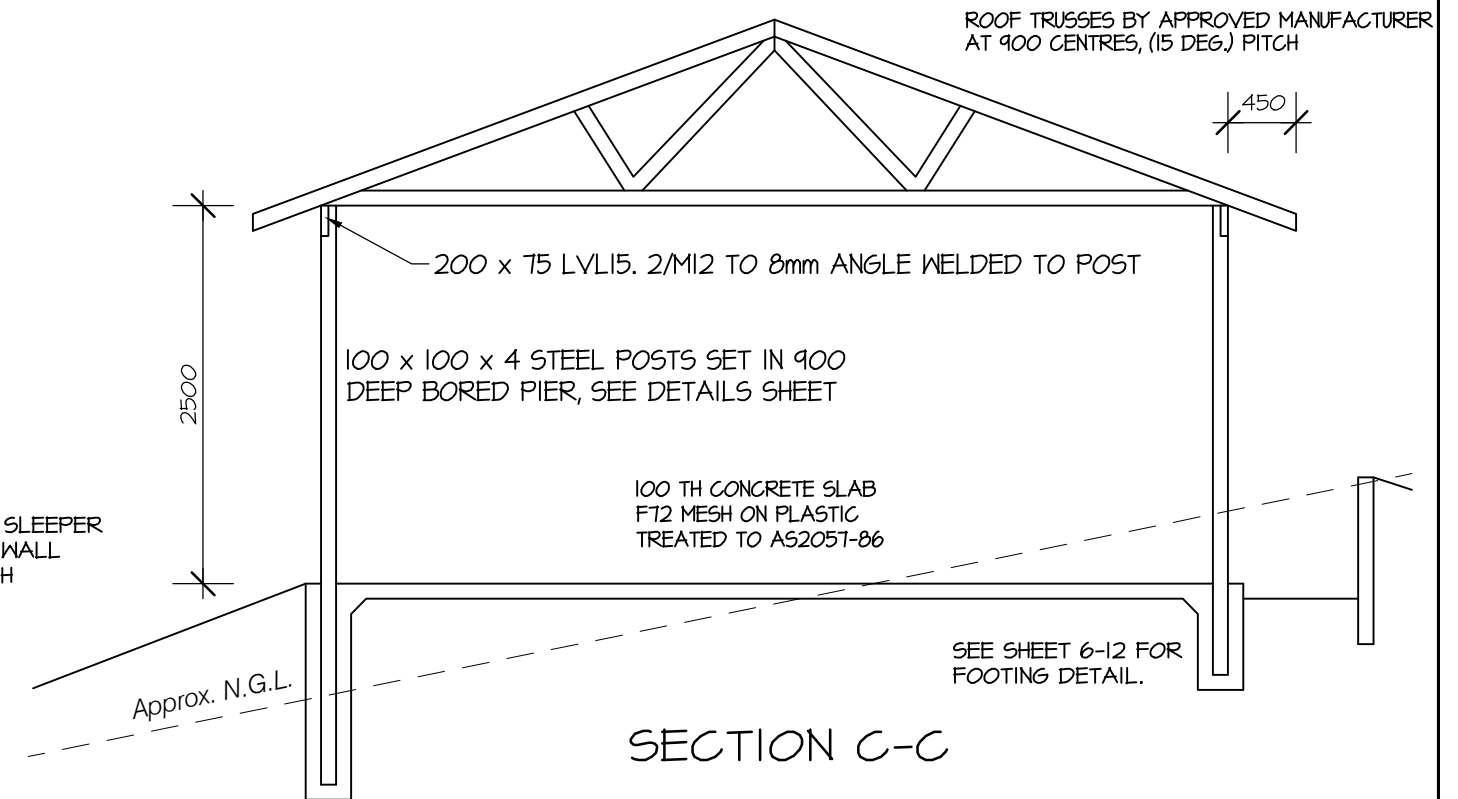 ROOF TRUSSES BY APPROVED MANUFACTURER
AT 900 CENTRES, (15 DEG.) PITCH
450
200 x 75 LVL15. 2/M12 TO 8mm ANGLE WELDED TO POST
2500
100 x 100 x 4 STEEL POSTS SET IN 900
DEEP BORED PIER, SEE DETAILS SHEET
100 TH CONCRETE SLAB
F72 MESH ON PLASTIC
TREATED TO AS2057-86
SLEEPER
WALL
H
SEE SHEET 6-12 FOR
FOOTING DETAIL.
Approx. N.G.L.
SECTION C-C